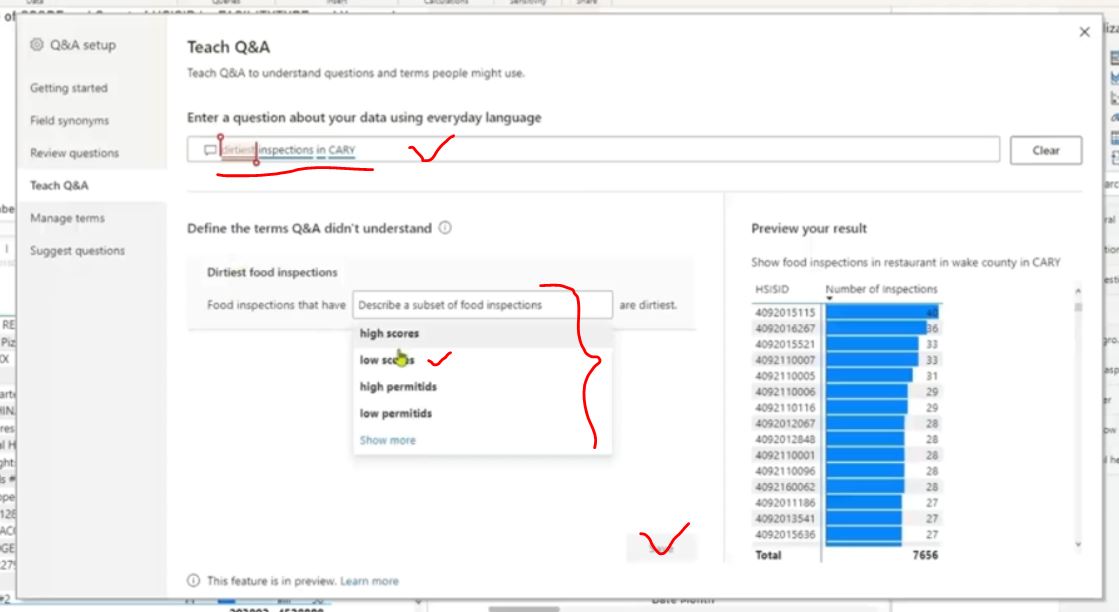 Data
Queries
Insert
Calculations
Sensitivity
Share
Q&A setup
Getting started
Field synonyms
Review questions
Teach Q&A
Manage terms
Suggest questions
Teach Q&A
Teach Q&A to understand questions and terms people might use.
Enter a question about your data using everyday language
dirtiest inspections in CARY
Clear
Define the terms Q&A didn't understand
Dirtiest food inspections
Food inspections that have Describe a subset of food inspections are dirtiest.
high scores
low scores
high permitids
low permitids
Show more
Preview your result
Show food inspections in restaurant in wake county in CARY
HSISID Number of Inspections
4092015115 40
4092016267 36
4092015521 33
4092110007 33
4092110005 31
4092110006 29
4092110116 29
4092012067 28
4092012848 28
4092110001 28
4092110096 28
4092160062 28
4092011186 27
4092013541 27
4092015636 27
Total 7656
This feature is in preview. Learn more